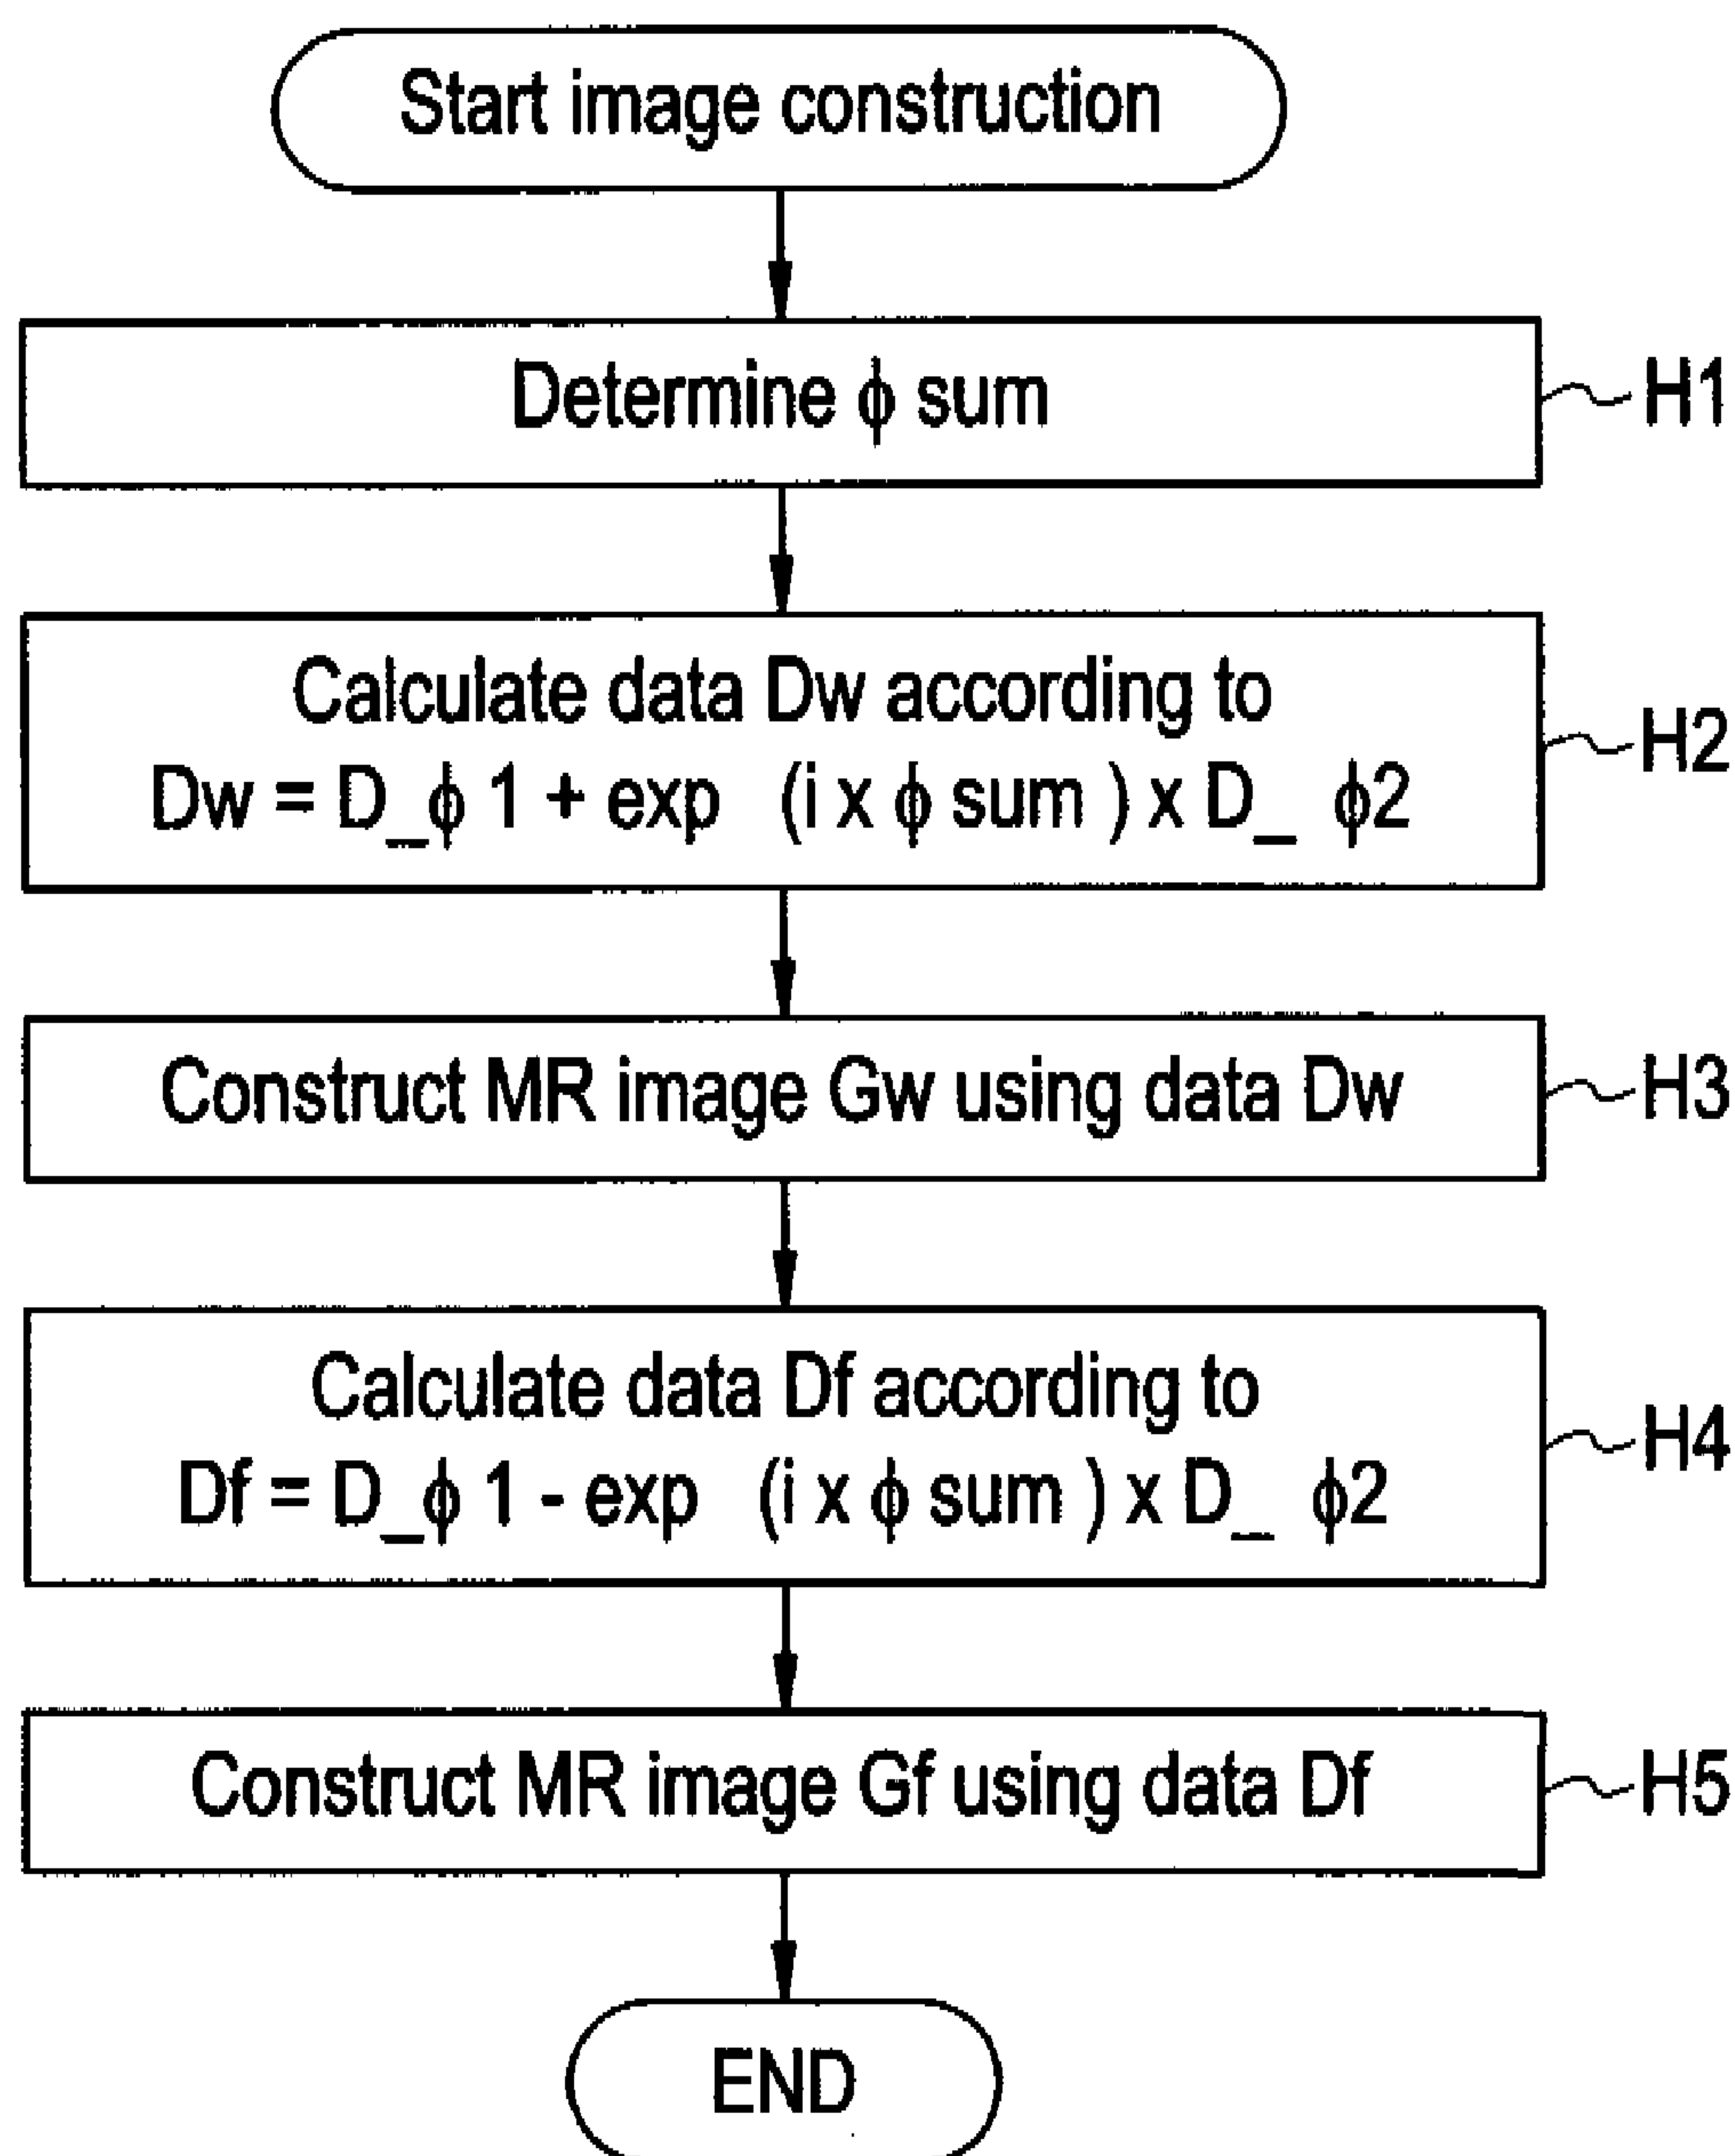 Start image construction
Determine ϕ sum
H1
Calculate data Dw according to
Dw = D_ϕ 1 + exp (i x ϕ sum ) x D_ ϕ2
H2
Construct MR image Gw using data Dw
H3
Calculate data Df according to
Df = D_ϕ 1 - exp (i x ϕ sum ) x D_ ϕ2
H4
Construct MR image Gf using data Df
H5
END